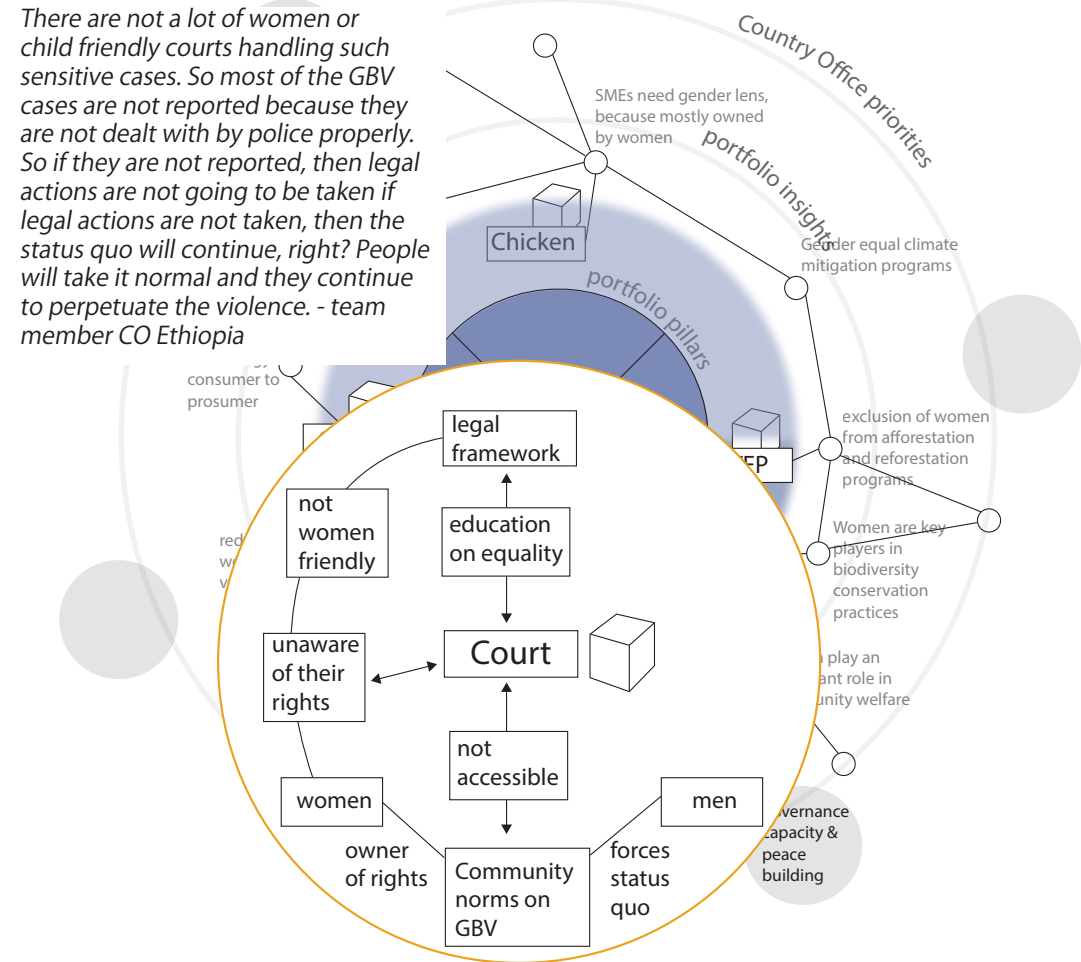 There are not a lot of women or
child friendly courts handling such
sensitive cases. So most of the GBV
cases are not reported because they
are not dealt with by police properly.
So if they are not reported, then legal
actions are not going to be taken if
legal actions are not taken, then the
status quo will continue, right? People
will take it normal and they continue
to perpetuate the violence. - team
member CO Ethiopia
Country Office priorities
SMEs need gender lens,
because mostly owned
by women
portfolio insights
Chicken
Gender equal climate
mitigation programs
portfolio pillars
consumer to
prosumer
exclusion of women
from afforestation
and reforestation
programs
Women are key
players in
biodiversity
conservation
practices
play an
role in
welfare
capacity &
peace
building
legal
framework
not
women
friendly
education
on equality
unaware
of their
rights
Court
not
accessible
women
men
owner
of rights
Community
norms on
GBV
forces
status
quo